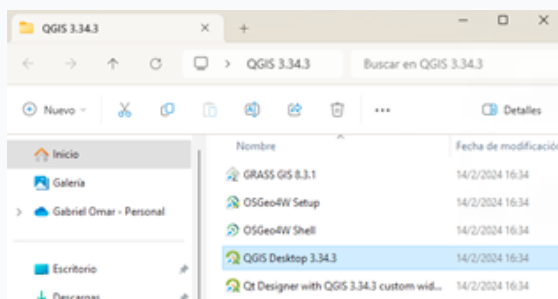 QGIS 3.34.3
QGIS 3.34.3
Buscar en QGIS 3.34.3
Nuevo
Detalles
Nombre
Fecha de modificación
Inicio
Galería
Gabriel Omar - Personal
Escritorio
Descargas
GRASS GIS 8.3.1
14/2/2024 16:34
OSGeo4W Setup
14/2/2024 16:34
OSGeo4W Shell
14/2/2024 16:34
QGIS Desktop 3.34.3
14/2/2024 16:34
Qt Designer with QGIS 3.34.3 custom wid...
14/2/2024 16:34